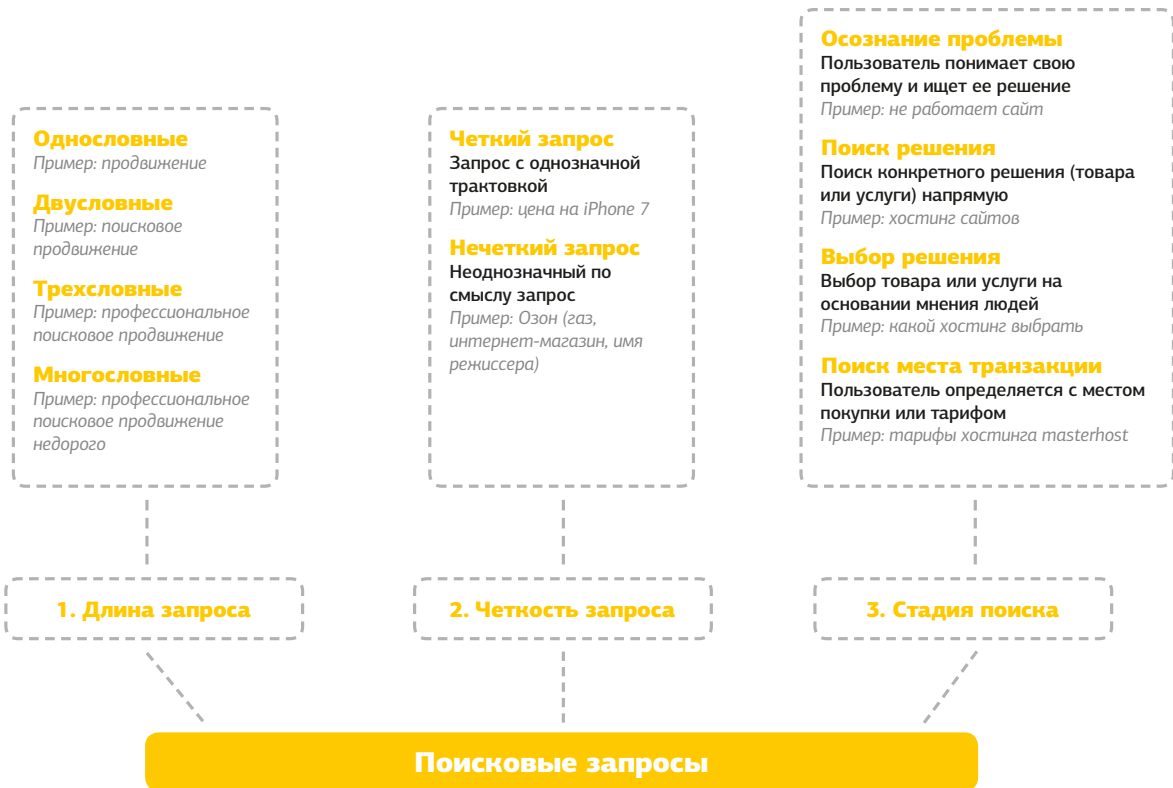 Однословные
Пример: продвижение
Двусловные
Пример: поисковое
продвижение
Трехсловные
Пример: профессиональное
поисковое продвижение
Многословные
Пример: профессиональное
поисковое продвижение
недорого
Четкий запрос
Запрос с однозначной
трактовкой
Пример: цена на iPhone 7
Нечеткий запрос
Неоднозначный по
смыслу запрос
Пример: Озон (газ,
интернет-магазин, имя
режиссера)
Осознание проблемы
Пользователь понимает свою
проблему и ищет ее решение
Пример: не работает сайт
Поиск решения
Поиск конкретного решения (товара
или услуги) напрямую
Пример: хостинг сайтов
Выбор решения
Выбор товара или услуги на
основании мнения людей
Пример: какой хостинг выбрать
Поиск места транзакции
Пользователь определяется с местом
покупки или тарифом
Пример: тарифы хостинга masterhost
1. Длина запроса
2. Четкость запроса
3. Стадия поиска
Поисковые запросы